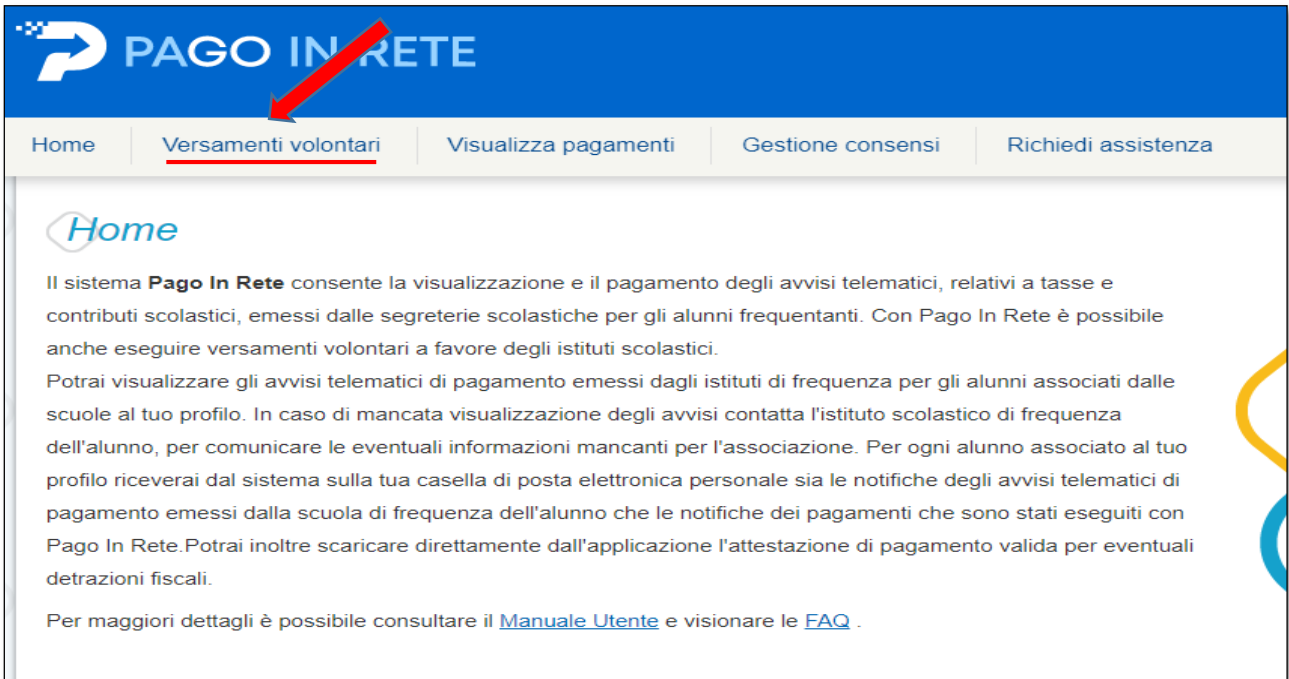 PAGO IN RETE
Home Versamenti volontari Visualizza pagamenti Gestione consensi Richiedi assistenza
Home
Il sistema Pago In Rete consente la visualizzazione e il pagamento degli avvisi telematici, relativi a tasse e
contributi scolastici, emessi dalle segreterie scolastiche per gli alunni frequentanti. Con Pago In Rete è possibile
anche eseguire versamenti volontari a favore degli istituti scolastici.
Potrai visualizzare gli avvisi telematici di pagamento emessi dagli istituti di frequenza per gli alunni associati dalle
scuole al tuo profilo. In caso di mancata visualizzazione degli avvisi contatta l'istituto scolastico di frequenza
dell'alunno, per comunicare le eventuali informazioni mancanti per l'associazione. Per ogni alunno associato al tuo
profilo riceverai dal sistema sulla tua casella di posta elettronica personale sia le notifiche degli avvisi telematici di
pagamento emessi dalla scuola di frequenza dell'alunno che le notifiche dei pagamenti che sono stati eseguiti con
Pago In Rete.Potrai inoltre scaricare direttamente dall'applicazione l'attestazione di pagamento valida per eventuali
detrazioni fiscali.
Per maggiori dettagli è possibile consultare il Manuale Utente e visionare le FAQ .